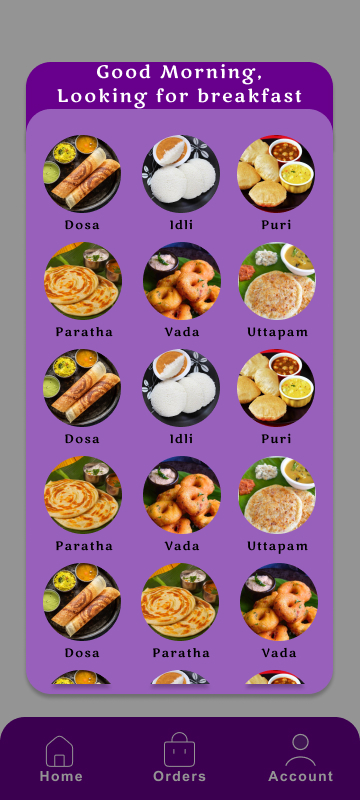 Good Morning,
Looking for breakfast
Dosa Idli Puri
Paratha Vada Uttapam
Dosa Idli Puri
Paratha Vada Uttapam
Dosa Paratha Vada
Home Orders Account